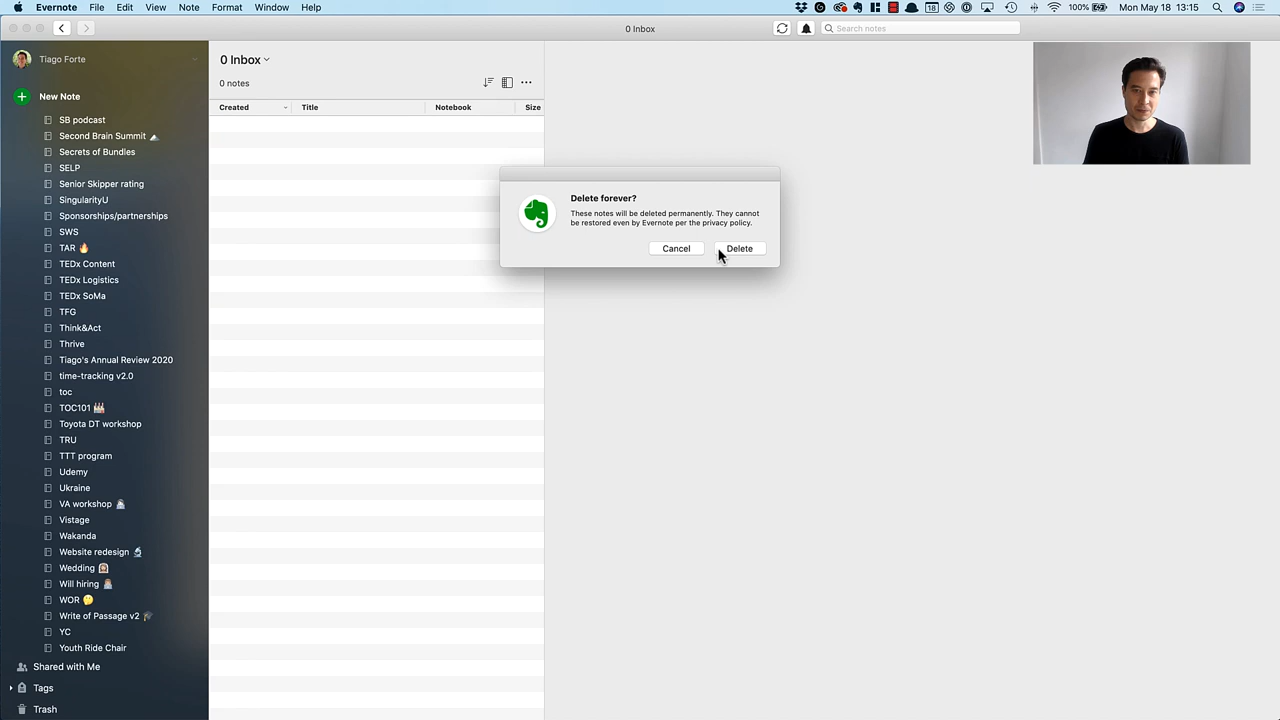 Evernote File Edit View Note Format Window Help
18 100% Mon May 18 13:15
0 Inbox
Search notes
Tiago Forte
New Note
SB podcast
Second Brain Summit 🏔️
Secrets of Bundles
SELP
Senior Skipper rating
SingularityU
Sponsorships/partnerships
SWS
TAR 🔥
TEDx Content
TEDx Logistics
TEDx SoMa
TFG
Think&Act
Thrive
Tiago's Annual Review 2020
time-tracking v2.0
toc
TOC101 🏭
Toyota DT workshop
TRU
TTT program
Udemy
Ukraine
VA workshop
Vistage
Wakanda
Website redesign 🔬
Wedding
Will hiring
WOR 🤔
Write of Passage v2 🎓
YC
Youth Ride Chair
Shared with Me
Tags
Trash
0 Inbox
0 notes
Created Title Notebook Size
Delete forever?
These notes will be deleted permanently. They cannot
be restored even by Evernote per the privacy policy.
Cancel Delete